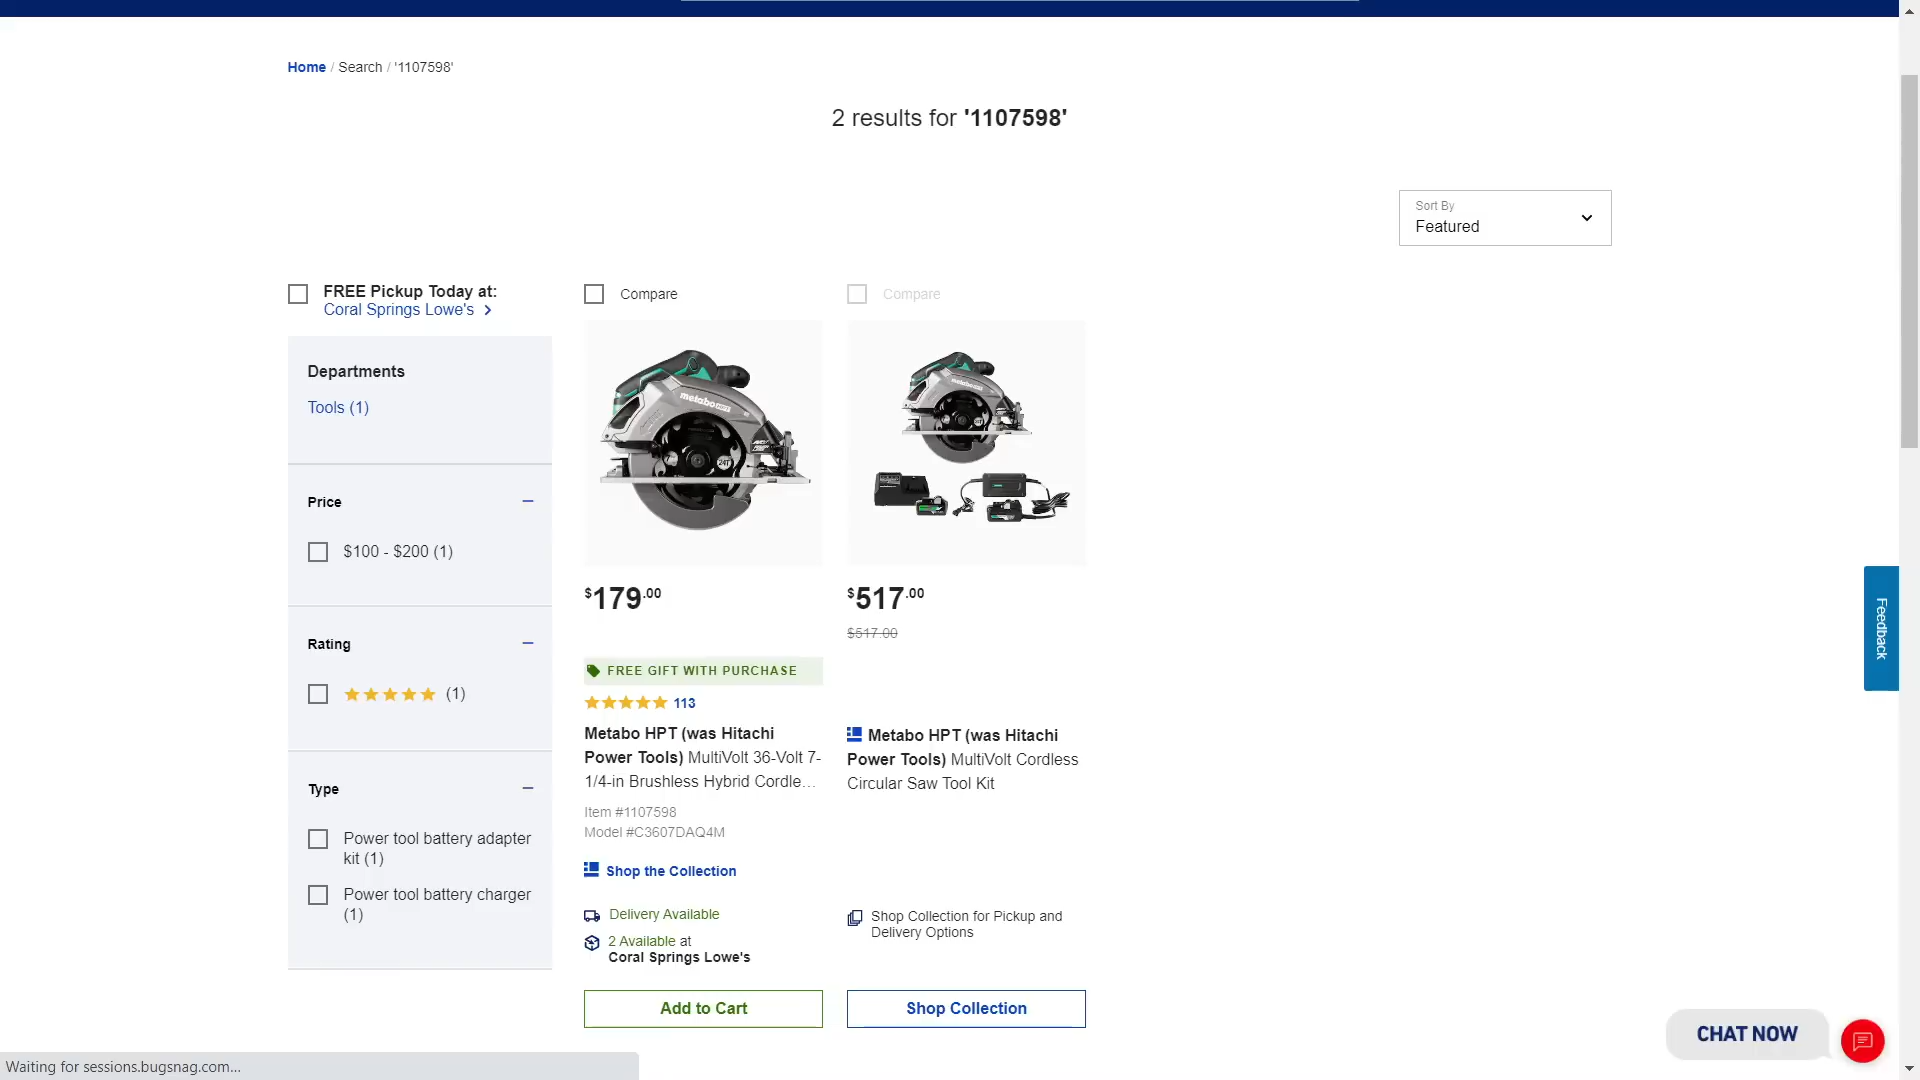 Home / Search / '1107598'
2 results for '1107598'
Sort By
Featured
FREE Pickup Today at:
Coral Springs Lowe's
Departments
Tools (1)
Price
$100 - $200 (1)
Rating
(1)
Type
Power tool battery adapter
kit (1)
Power tool battery charger
(1)
Compare
metabo HPT
24T
$179.00
FREE GIFT WITH PURCHASE
113
Metabo HPT (was Hitachi
Power Tools) MultiVolt 36-Volt 7-
1/4-in Brushless Hybrid Cordle…
Item #1107598
Model #C3607DAQ4M
Shop the Collection
Delivery Available
2 Available at
Coral Springs Lowe's
Add to Cart
Compare
$517.00
$517.00
Metabo HPT (was Hitachi
Power Tools) MultiVolt Cordless
Circular Saw Tool Kit
Shop Collection for Pickup and
Delivery Options
Shop Collection
Feedback
CHAT NOW
Waiting for sessions.bugsnag.com...